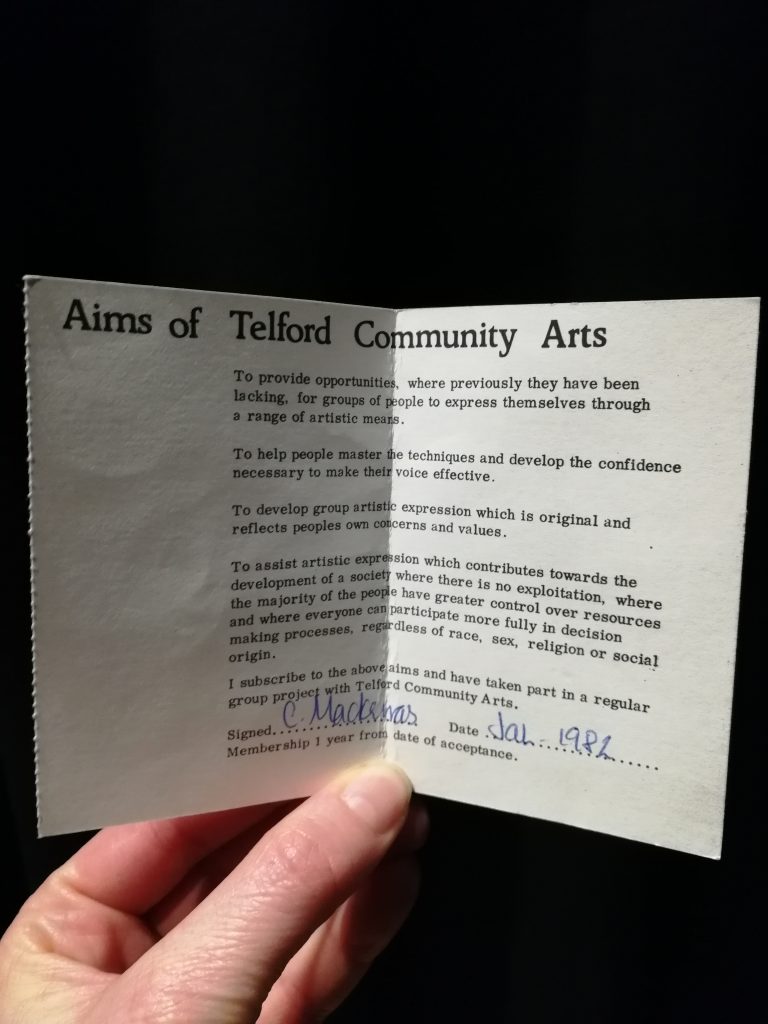 Aims of Telford Community Arts
To provide opportunities, where previously they have been
lacking, for groups of people to express themselves through
a range of artistic means.
To help people master the techniques and develop the confidence
necessary to make their voice effective.
To develop group artistic expression which is original and
reflects peoples own concerns and values.
To assist artistic expression which contributes towards the
development of a society where there is no exploitation, where
the majority of the people have greater control over resources
and where everyone can participate more fully in decision
making processes, regardless of race, sex, religion or social
origin.
I subscribe to the above aims and have taken part in a regular
group project with Telford Community Arts.
Signed.. C. .......... Date .Jan - 1982......
Membership 1 year from date of acceptance.